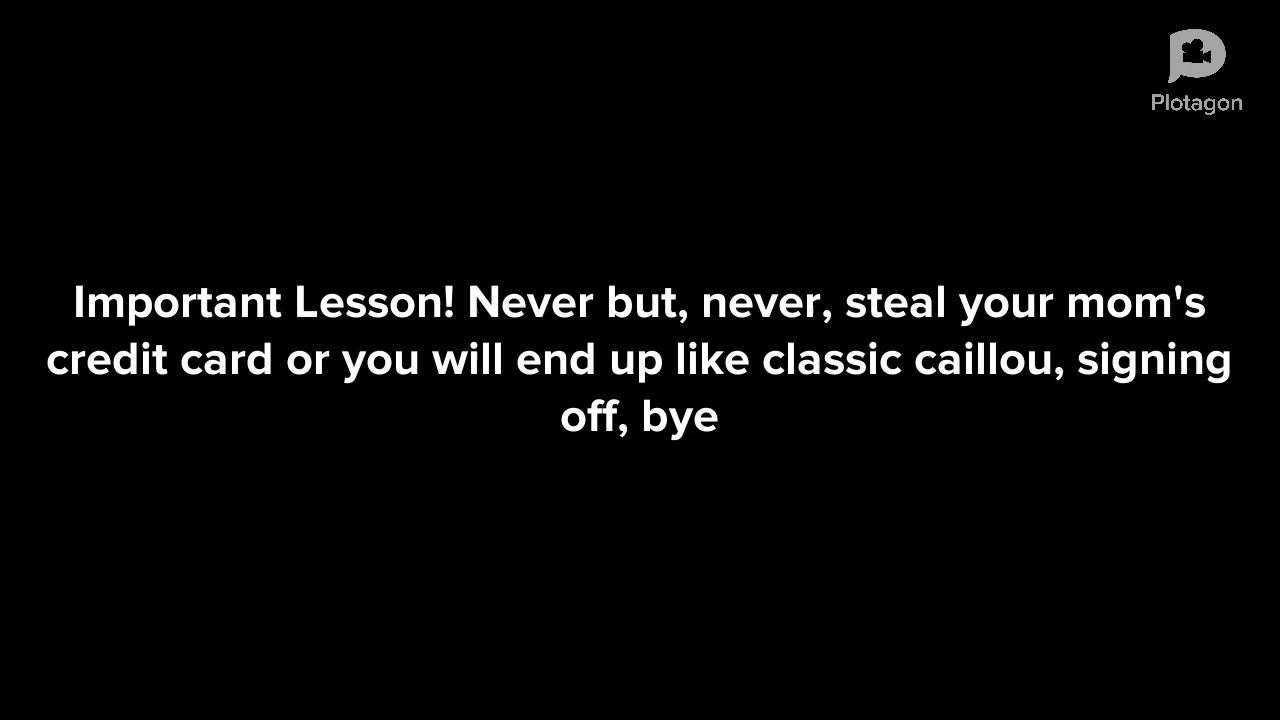 Plotagon
Important Lesson! Never but, never, steal your mom's
credit card or you will end up like classic caillou, signing
off, bye